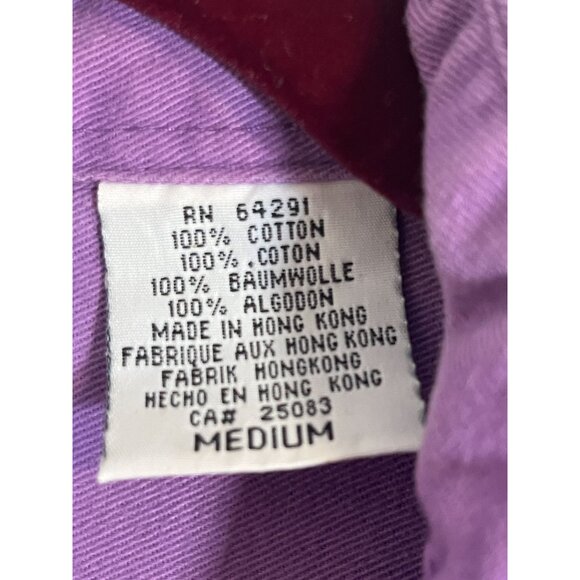 RN 64291
100% COTTON
100% .COTON
100% BAUMWOLLE
100% ALGODON
MADE IN HONG KONG
FABRIQUE AUX HONG KONG
FABRIK HONGKONG
HECHO EN HONG KONG
CA# 25083
MEDIUM